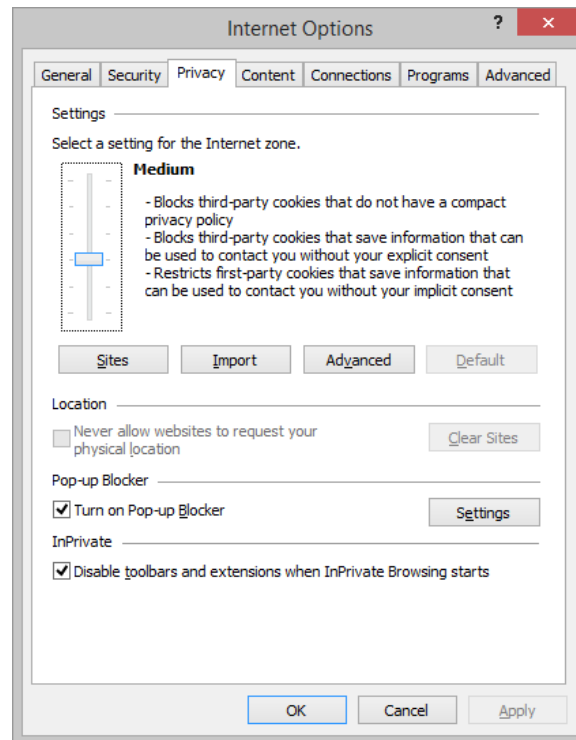 Internet Options ? ×
General Security Privacy Content Connections Programs Advanced
Settings
Select a setting for the Internet zone.
Medium
- Blocks third-party cookies that do not have a compact
privacy policy
- Blocks third-party cookies that save information that can
be used to contact you without your explicit consent
- Restricts first-party cookies that save information that
can be used to contact you without your implicit consent
Sites Import Advanced Default
Location
Never allow websites to request your
physical location
Clear Sites
Pop-up Blocker
Turn on Pop-up Blocker
Settings
InPrivate
Disable toolbars and extensions when InPrivate Browsing starts
OK Cancel Apply